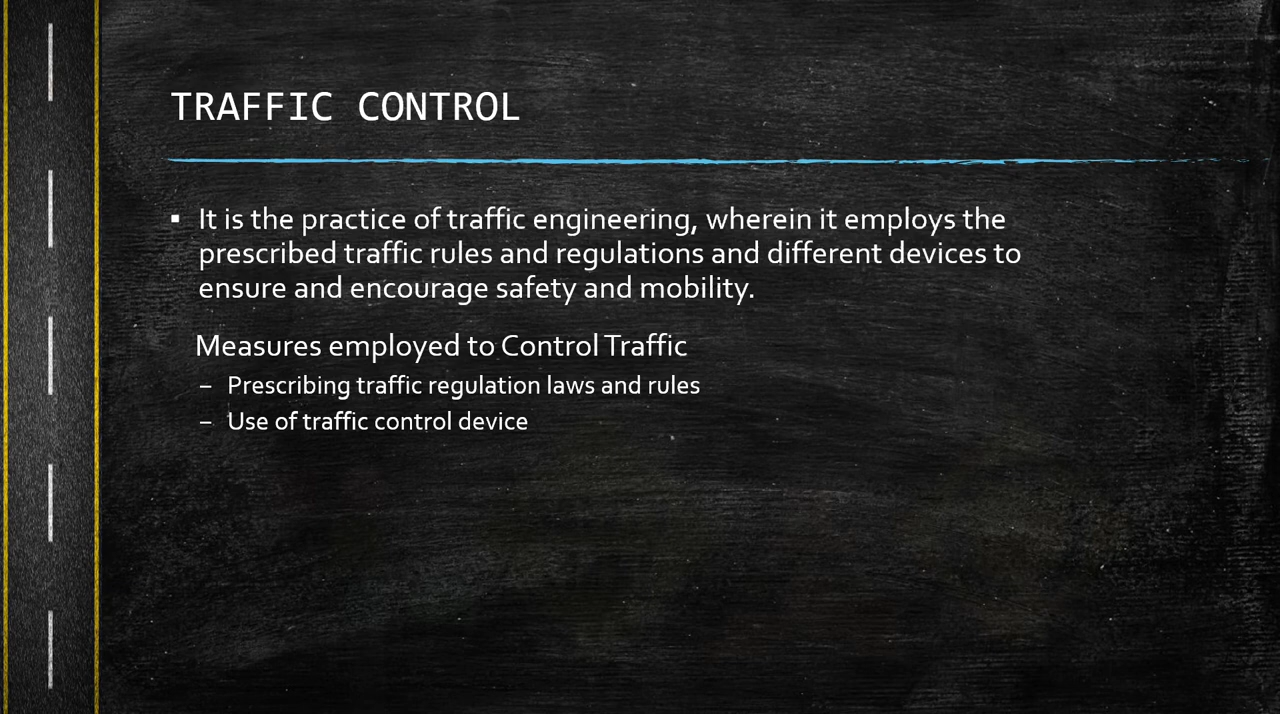 TRAFFIC CONTROL
▪ It is the practice of traffic engineering, wherein it employs the
prescribed traffic rules and regulations and different devices to
ensure and encourage safety and mobility.
Measures employed to Control Traffic
– Prescribing traffic regulation laws and rules
– Use of traffic control device